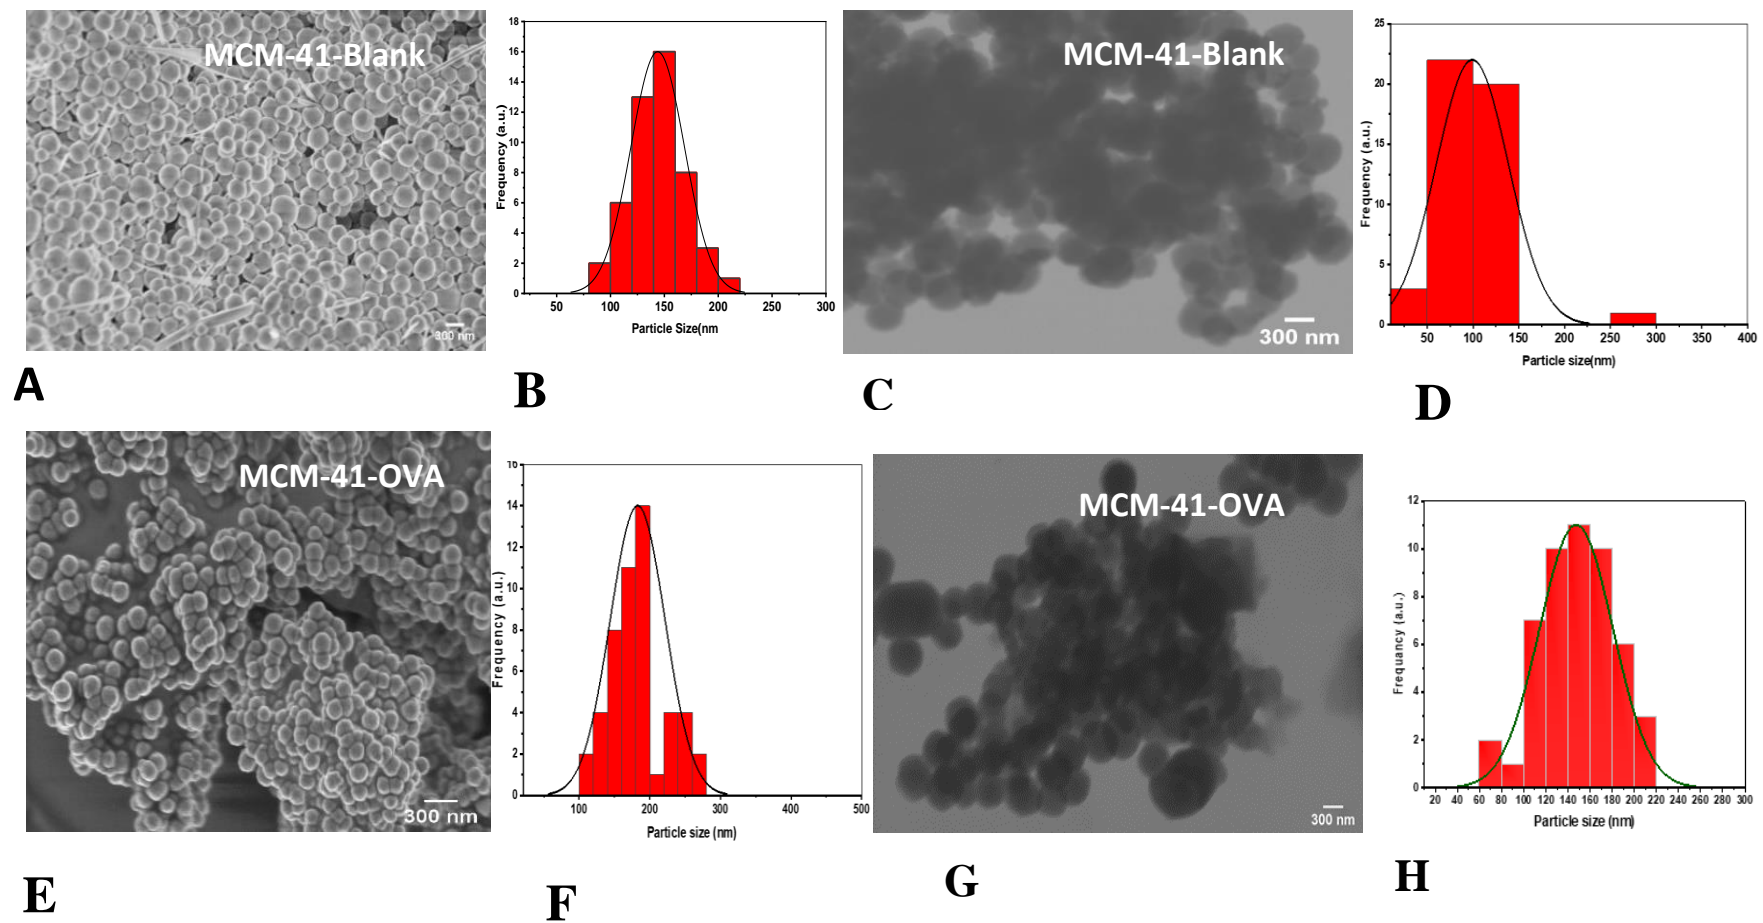 MCM-41-Blank
300 nm
A
18
16
14
12
10
8
6
4
2
0
Frequency (a.u.)
50 100 150 200 250 300
Particle Size(nm
B
MCM-41-Blank
300 nm
C
25
20
15
10
5
0
Frequency (a.u.)
50 100 150 200 250 300 350 400
Particle size(nm)
D
MCM-41-OVA
300 nm
E
16
14
12
10
8
6
4
2
0
Frequency (a.u.)
100 200 300 400 500
Particle size (nm)
F
MCM-41-OVA
300 nm
G
12
10
8
6
4
2
0
Frequancy (a.u.)
20 40 60 80 100 120 140 160 180 200 220 240 260 280 300
Particle size (nm)
H